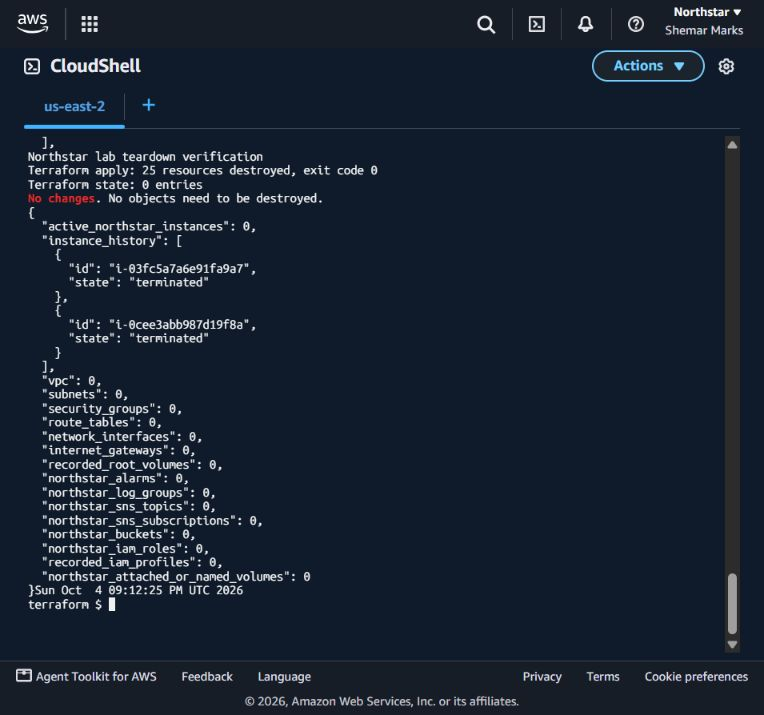 aws
Northstar ▼
Shemar Marks
CloudShell
Actions ▼
us-east-2
+
  ],
Northstar lab teardown verification
Terraform apply: 25 resources destroyed, exit code 0
Terraform state: 0 entries
No changes. No objects need to be destroyed.
{
  "active_northstar_instances": 0,
  "instance_history": [
    {
      "id": "i-03fc5a7a6e91fa9a7",
      "state": "terminated"
    },
    {
      "id": "i-0cee3abb987d19f8a",
      "state": "terminated"
    }
  ],
  "vpc": 0,
  "subnets": 0,
  "security_groups": 0,
  "route_tables": 0,
  "network_interfaces": 0,
  "internet_gateways": 0,
  "recorded_root_volumes": 0,
  "northstar_alarms": 0,
  "northstar_log_groups": 0,
  "northstar_sns_topics": 0,
  "northstar_sns_subscriptions": 0,
  "northstar_buckets": 0,
  "northstar_iam_roles": 0,
  "recorded_iam_profiles": 0,
  "northstar_attached_or_named_volumes": 0
}Sun Oct  4 09:12:25 PM UTC 2026
terraform $
Agent Toolkit for AWS Feedback Language Privacy Terms Cookie preferences
© 2026, Amazon Web Services, Inc. or its affiliates.